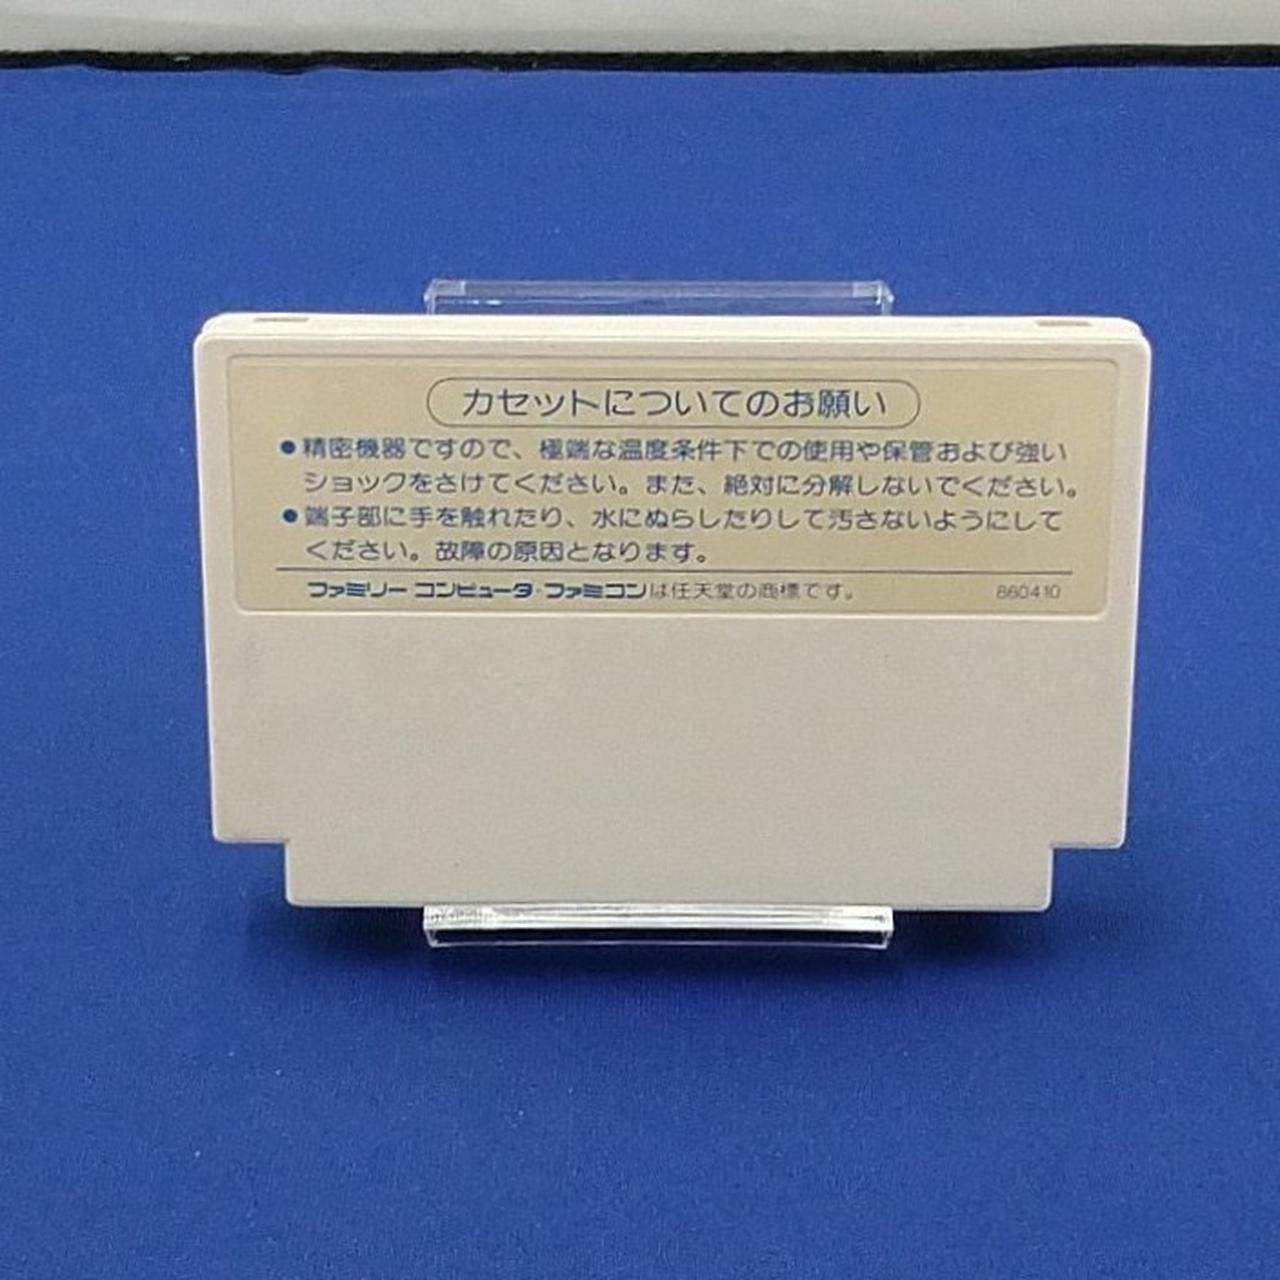 カセットについてのお願い
●精密機器ですので、極端な温度条件下での使用や保管および強い
ショックをさけてください。また、絶対に分解しないでください。
●端子部に手を触れたり、水にぬらしたりして汚さないようにして
ください。故障の原因となります。
ファミリー コンピュータ・ファミコンは任天堂の商標です。 860410